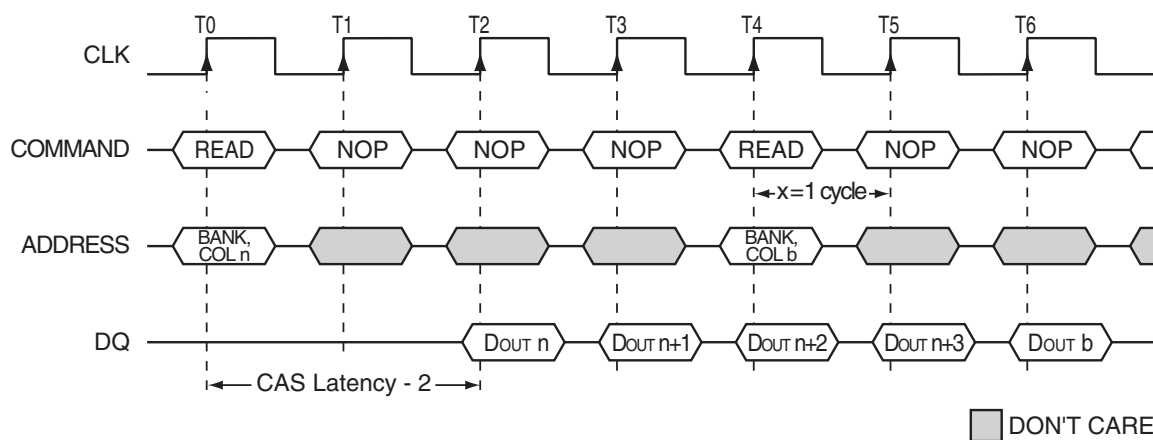 T0 T1 T2 T3 T4 T5 T6
CLK
COMMAND READ NOP NOP NOP READ NOP NOP
x=1 cycle
ADDRESS BANK, COL n BANK, COL b
DQ DOUT n DOUT n+1 DOUT n+2 DOUT n+3 DOUT b
CAS Latency - 2
DON'T CARE